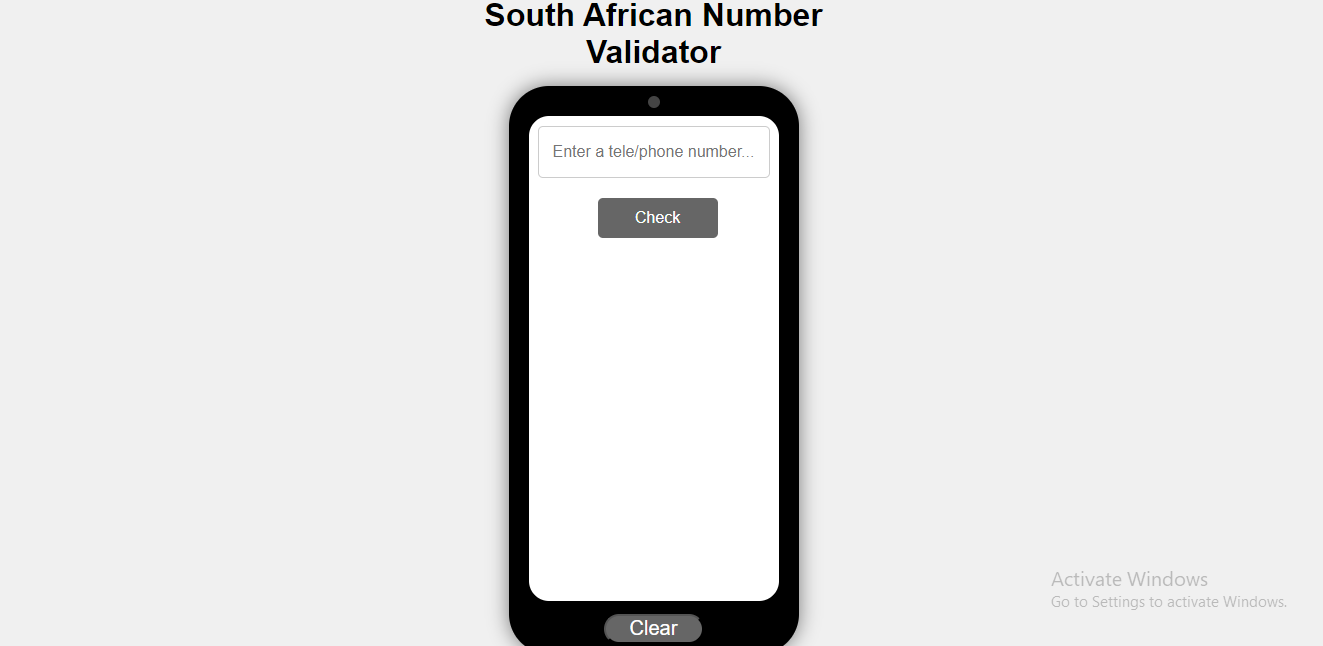 South African Number
Validator
Enter a tele/phone number...
Check
Clear
Activate Windows
Go to Settings to activate Windows.